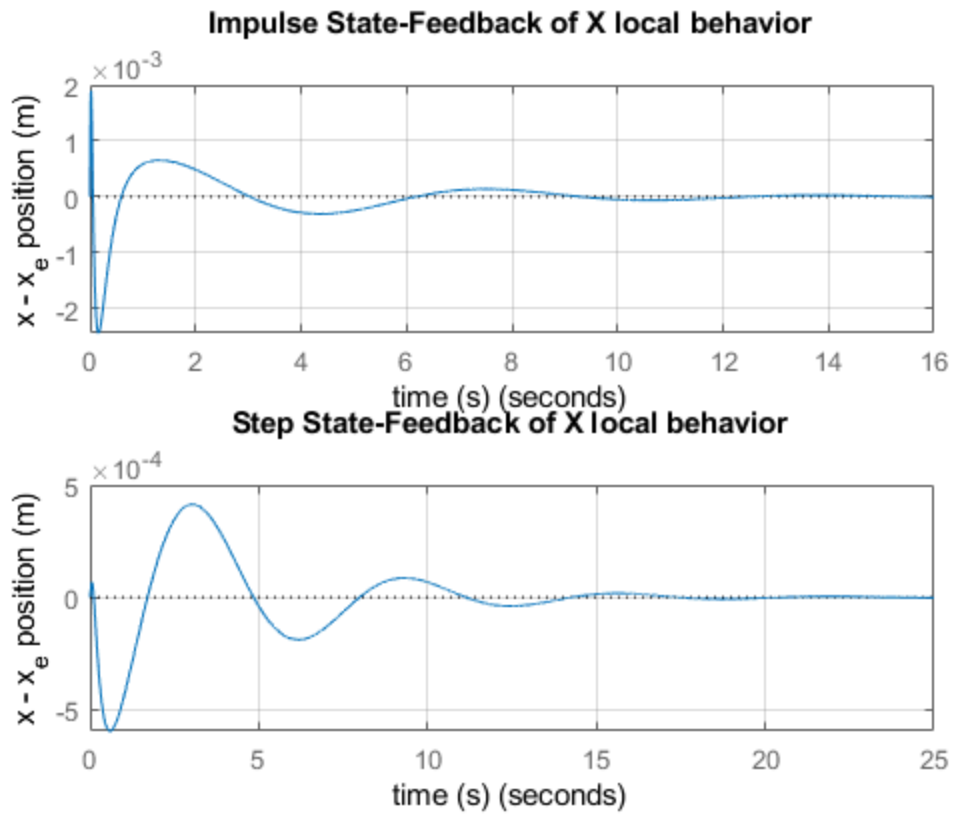 Impulse State-Feedback of X local behavior
×10⁻³
2
1
0
-1
-2
x - xₑ position (m)
0 2 4 6 8 10 12 14 16
time (s) (seconds)
Step State-Feedback of X local behavior
×10⁻⁴
5
0
-5
x - xₑ position (m)
0 5 10 15 20 25
time (s) (seconds)